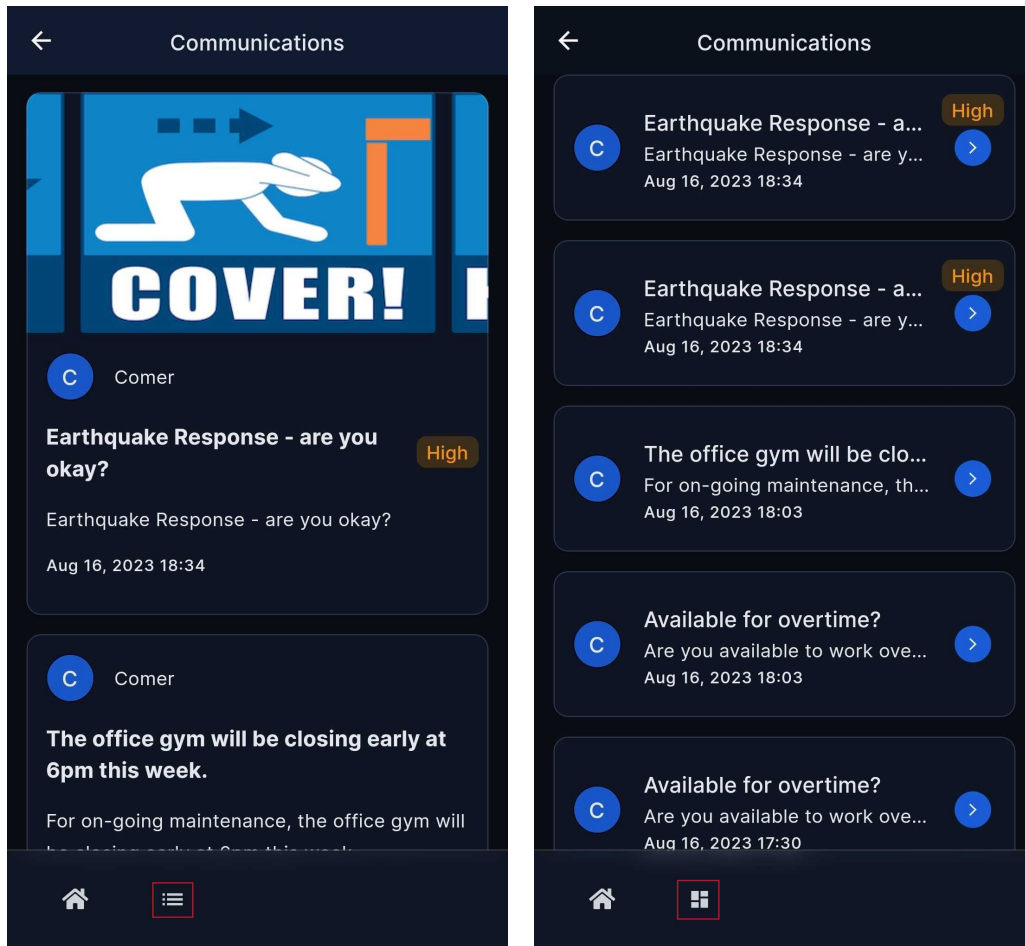 Communications
COVER!
C
Comer
Earthquake Response - are you
okay?
High
Earthquake Response - are you okay?
Aug 16, 2023 18:34
C
Comer
The office gym will be closing early at
6pm this week.
For on-going maintenance, the office gym will
Communications
High
C
Earthquake Response - a...
Earthquake Response - are y...
Aug 16, 2023 18:34
High
C
Earthquake Response - a...
Earthquake Response - are y...
Aug 16, 2023 18:34
C
The office gym will be clo...
For on-going maintenance, th...
Aug 16, 2023 18:03
C
Available for overtime?
Are you available to work ove...
Aug 16, 2023 18:03
C
Available for overtime?
Are you available to work ove...
Aug 16, 2023 17:30